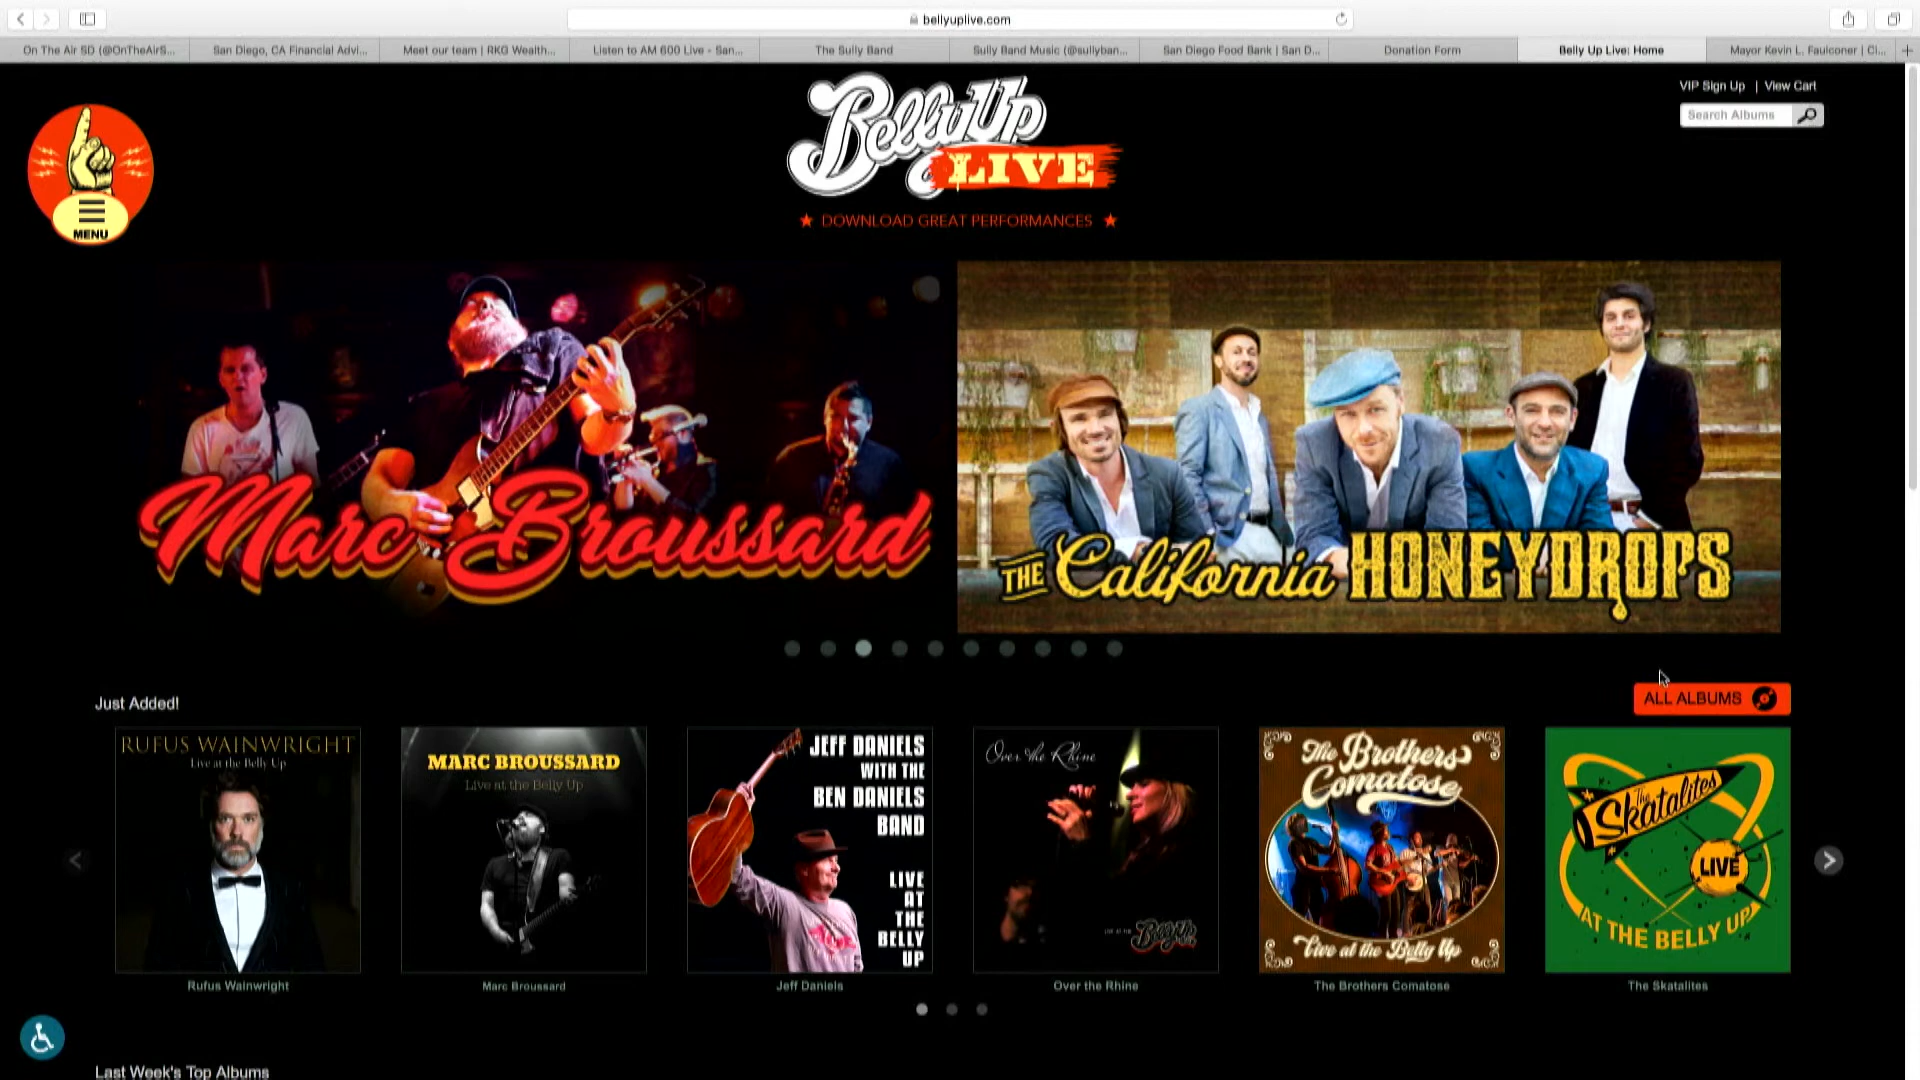 bellyuplive.com
On The Air SD (@OnTheAirS...
San Diego, CA Financial Advi...
Meet our team | RKG Wealth...
Listen to AM 600 Live - San...
The Sully Band
Sully Band Music (@sullyban...
San Diego Food Bank | San D...
Donation Form
Belly Up Live: Home
Mayor Kevin L. Faulconer | Ci...
VIP Sign Up | View Cart
Search Albums
MENU
Belly Up
LIVE
★ DOWNLOAD GREAT PERFORMANCES ★
Marc Broussard
THE California HONEYDROPS
Just Added!
ALL ALBUMS
RUFUS WAINWRIGHT
Live at the Belly Up
MARC BROUSSARD
Live at the Belly Up
JEFF DANIELS
WITH THE
BEN DANIELS
BAND
LIVE
AT
THE
BELLY
UP
Over the Rhine
LIVE AT THE
Belly Up
The Brothers
Comatose
Live at the Belly Up
The
Skatalites
LIVE
AT THE BELLY UP
Rufus Wainwright
Marc Broussard
Jeff Daniels
Over the Rhine
The Brothers Comatose
The Skatalites
Last Week's Top Albums